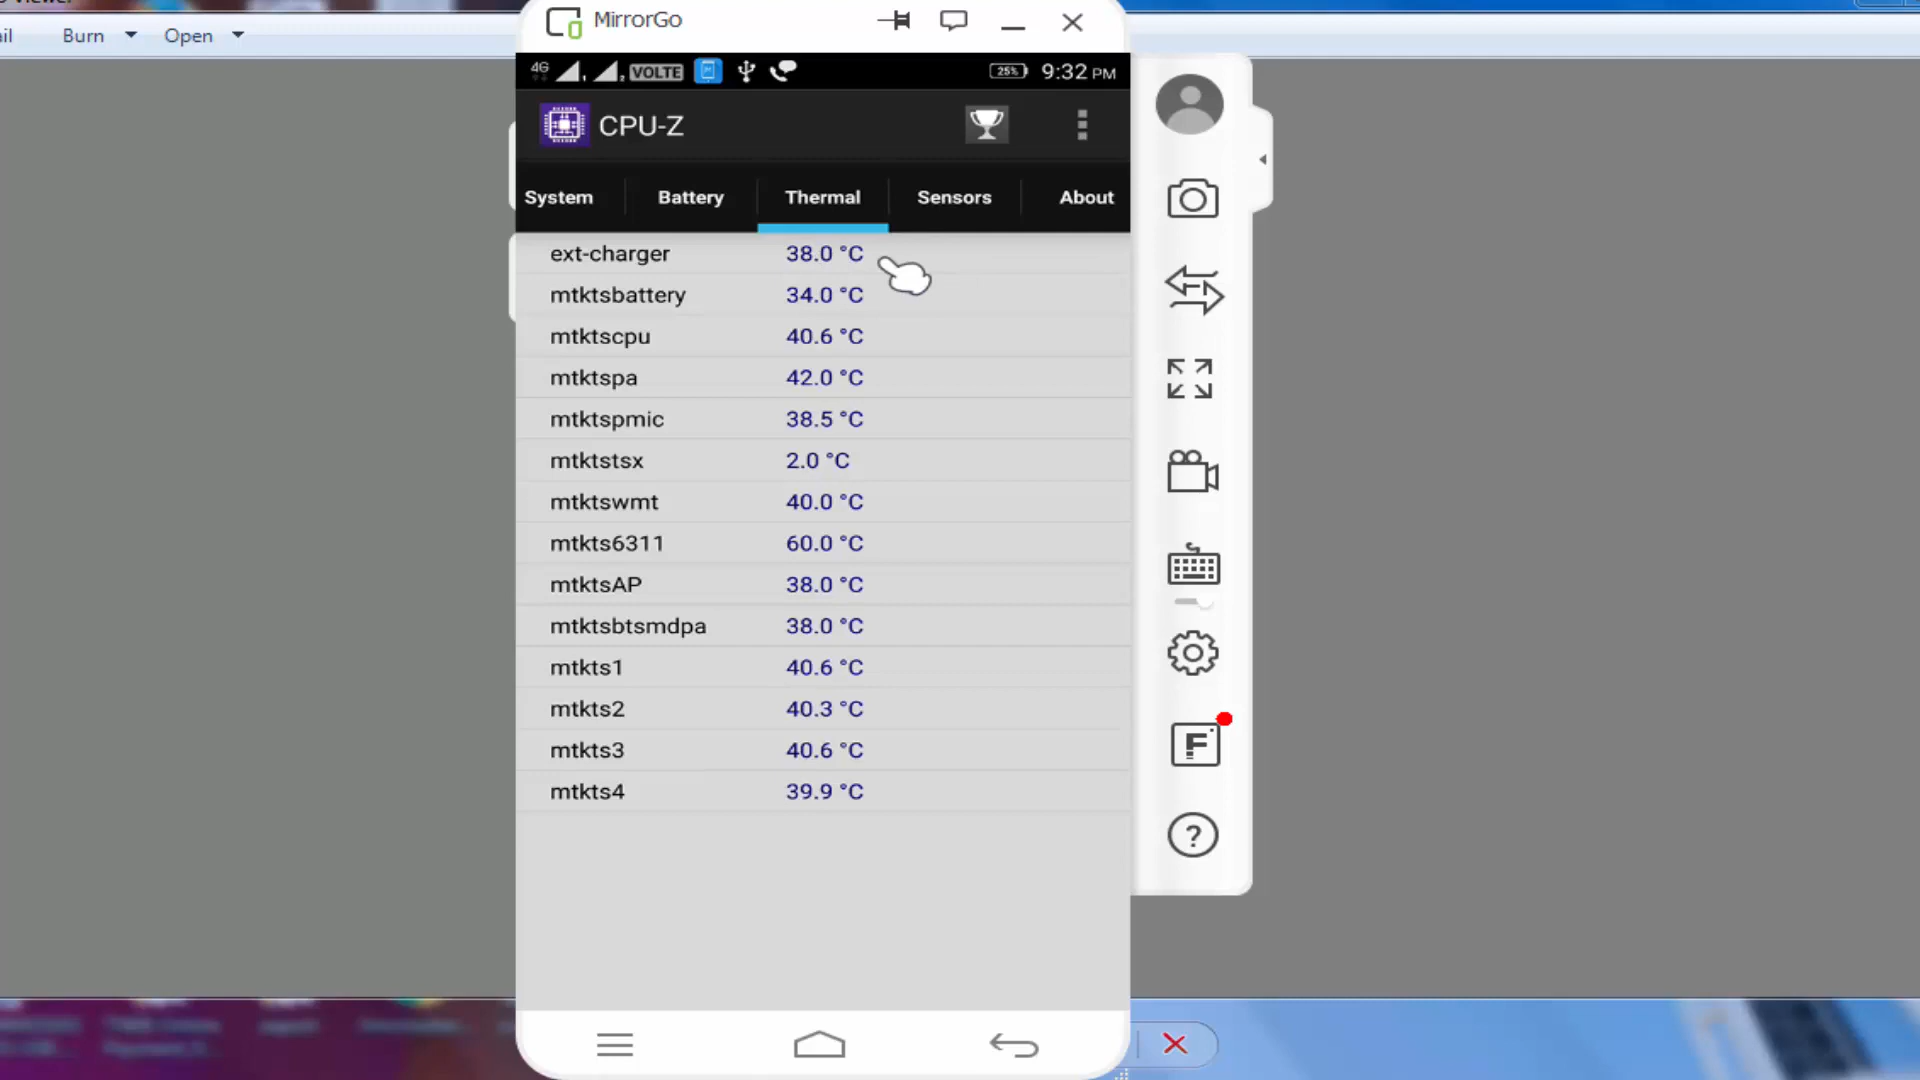 Burn Open
MirrorGo
4G 1 2 VOLTE 25% 9:32 PM
CPU-Z
System Battery Thermal Sensors About
ext-charger 38.0 °C
mtktsbattery 34.0 °C
mtktscpu 40.6 °C
mtktspa 42.0 °C
mtktspmic 38.5 °C
mtktstsx 2.0 °C
mtktswmt 40.0 °C
mtkts6311 60.0 °C
mtktsAP 38.0 °C
mtktsbtsmdpa 38.0 °C
mtkts1 40.6 °C
mtkts2 40.3 °C
mtkts3 40.6 °C
mtkts4 39.9 °C
F
?